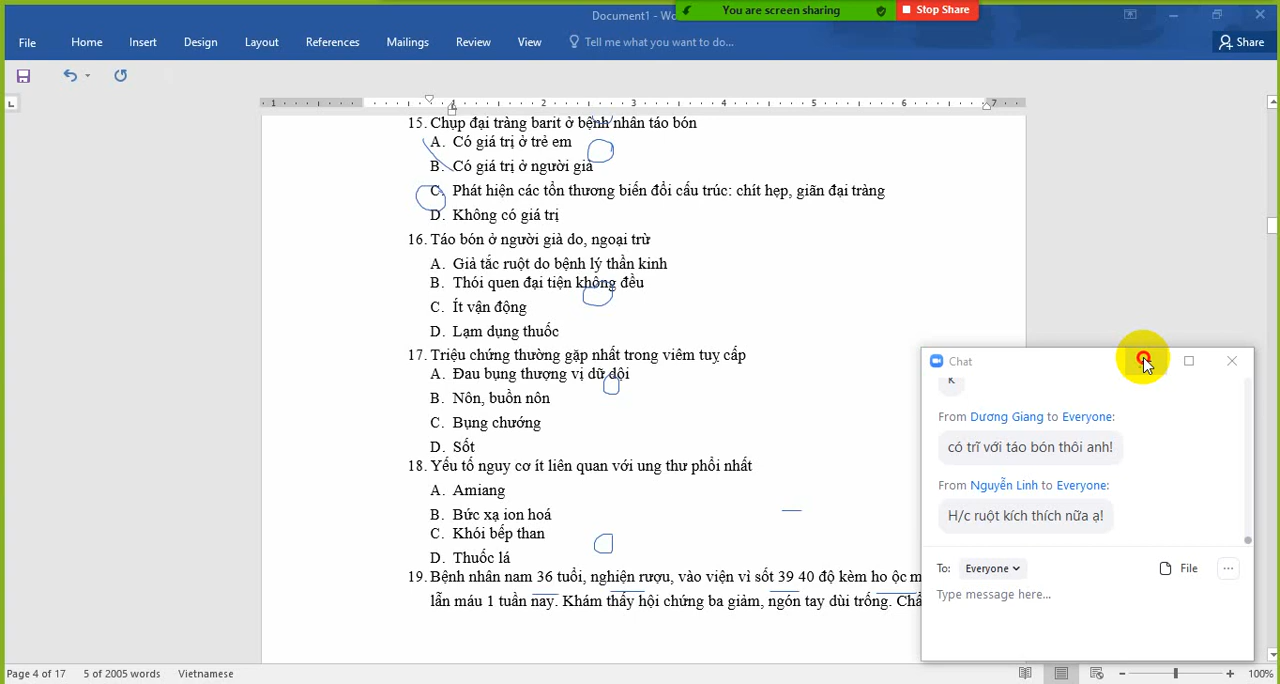 Document1 - Wo
You are screen sharing
Stop Share
File Home Insert Design Layout References Mailings Review View Tell me what you want to do... Share
1 1 2 3 4 5 6 7
15. Chụp đại tràng barit ở bệnh nhân táo bón
A. Có giá trị ở trẻ em
B. Có giá trị ở người già
C. Phát hiện các tổn thương biến đổi cấu trúc: chít hẹp, giãn đại tràng
D. Không có giá trị
16. Táo bón ở người già do, ngoại trừ
A. Giả tắc ruột do bệnh lý thần kinh
B. Thói quen đại tiện không đều
C. Ít vận động
D. Lạm dụng thuốc
17. Triệu chứng thường gặp nhất trong viêm tuỵ cấp
A. Đau bụng thượng vị dữ dội
B. Nôn, buồn nôn
C. Bụng chướng
D. Sốt
18. Yếu tố nguy cơ ít liên quan với ung thư phổi nhất
A. Amiang
B. Bức xạ ion hoá
C. Khói bếp than
D. Thuốc lá
19. Bệnh nhân nam 36 tuổi, nghiện rượu, vào viện vì sốt 39 40 độ kèm ho ộc m
lẫn máu 1 tuần nay. Khám thấy hội chứng ba giảm, ngón tay dùi trống. Chẩ
Chat
From Dương Giang to Everyone:
có trĩ với táo bón thôi anh!
From Nguyễn Linh to Everyone:
H/c ruột kích thích nữa ạ!
To: Everyone File
Type message here...
Page 4 of 17 5 of 2005 words Vietnamese 100%